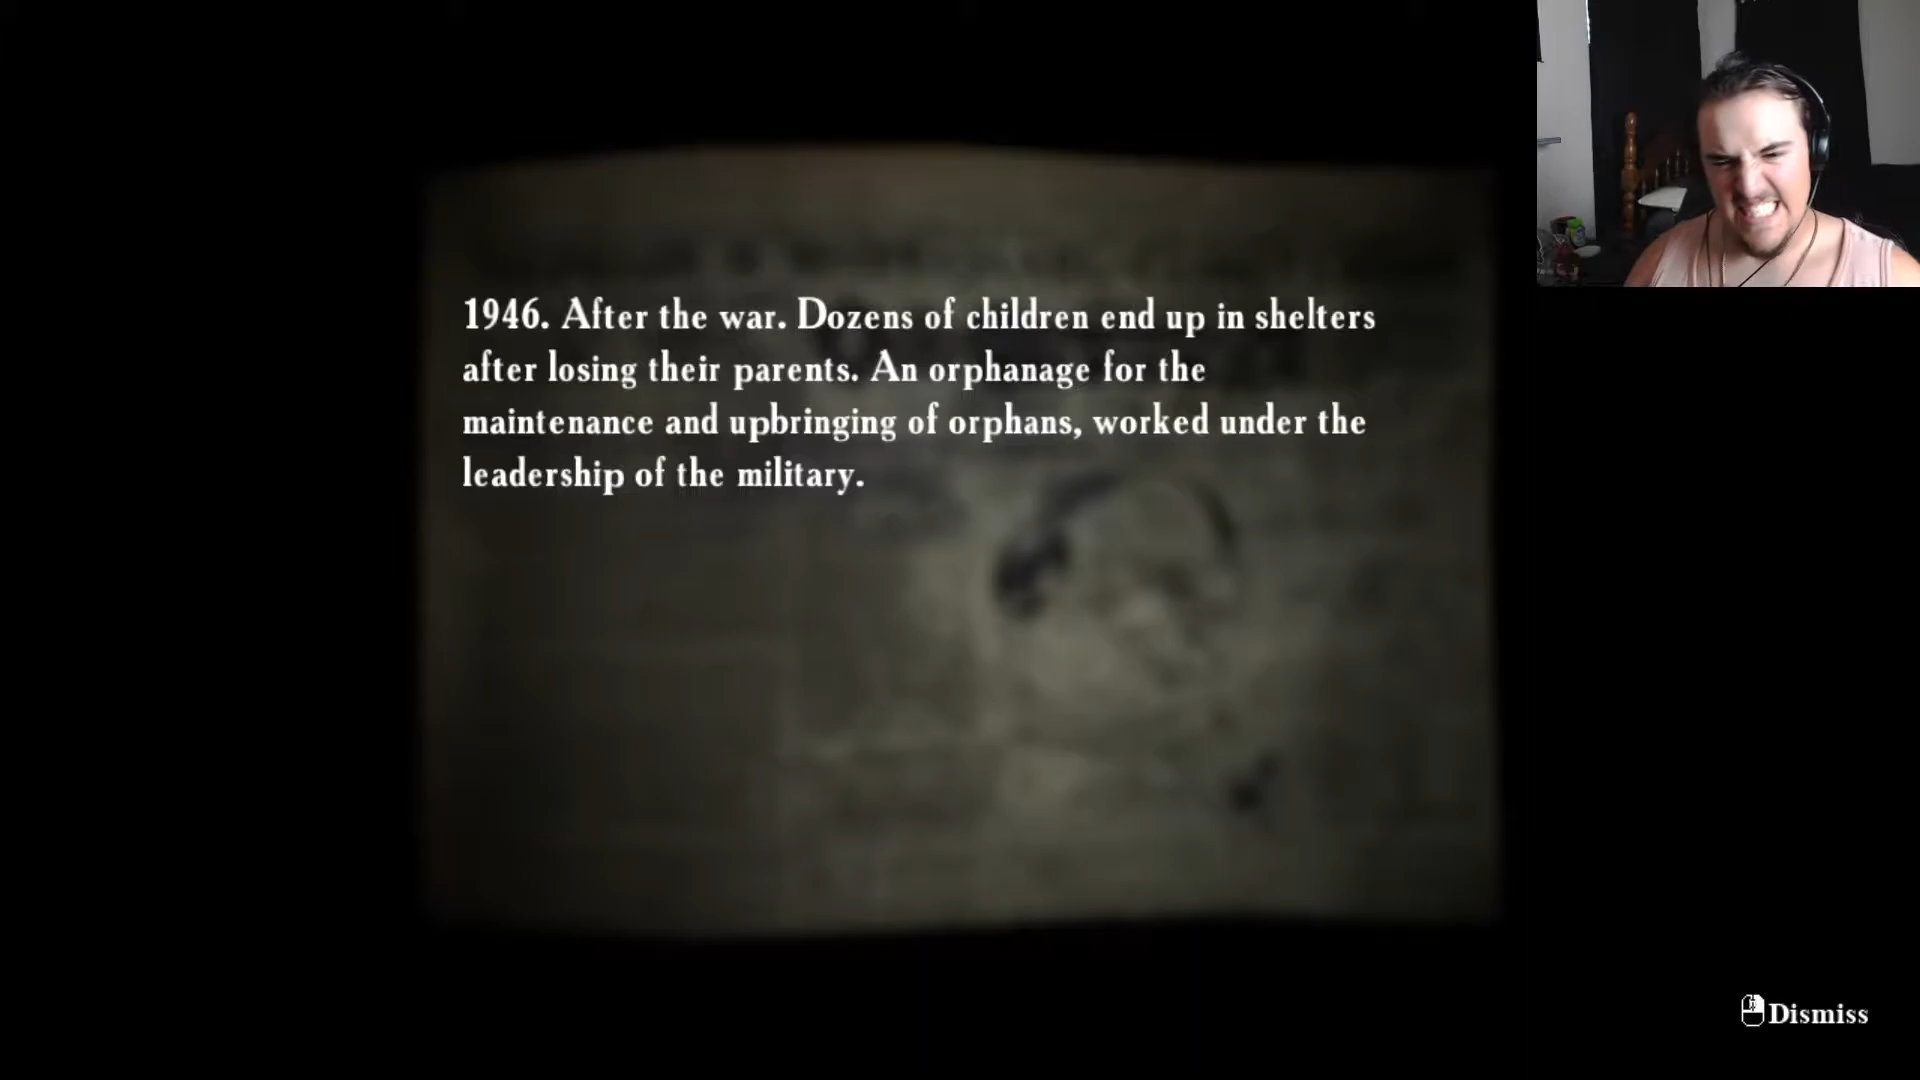 1946. After the war. Dozens of children end up in shelters
after losing their parents. An orphanage for the
maintenance and upbringing of orphans, worked under the
leadership of the military.
Dismiss